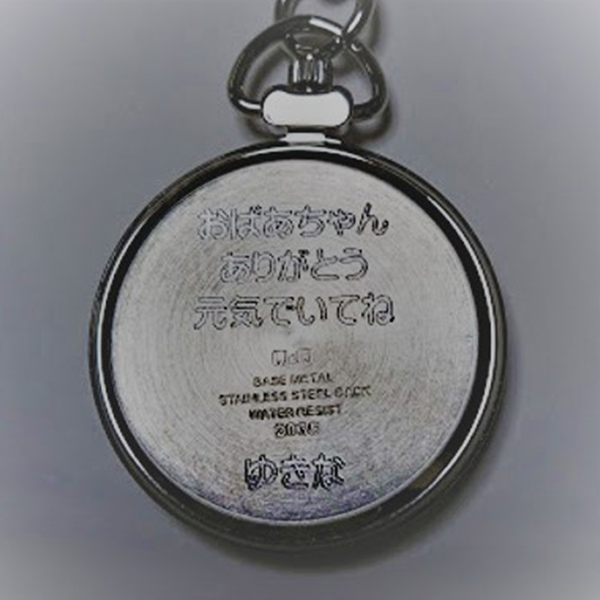 おばあちゃん
ありがとう
元気でいてね
BASE METAL
STAINLESS STEEL BACK
WATER RESIST
ゆきな